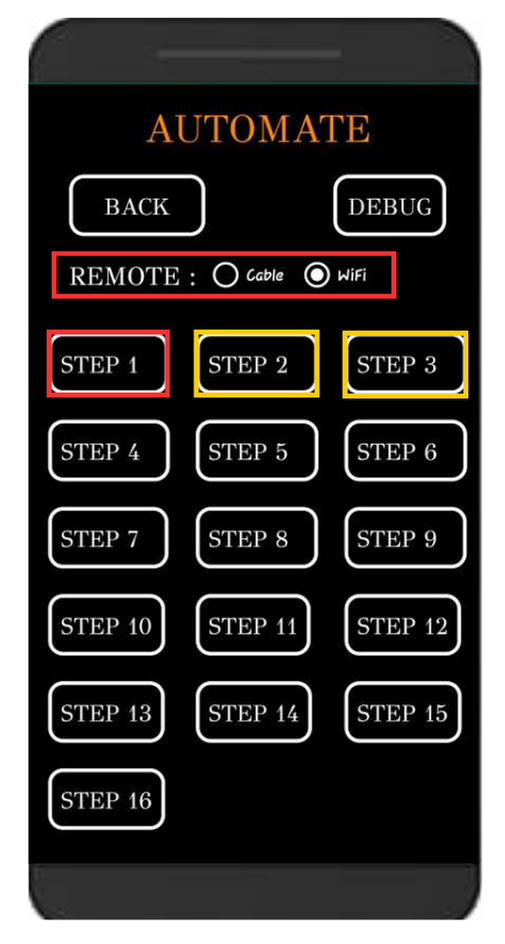 AUTOMATE
BACK DEBUG
REMOTE : Cable WiFi
STEP 1 STEP 2 STEP 3
STEP 4 STEP 5 STEP 6
STEP 7 STEP 8 STEP 9
STEP 10 STEP 11 STEP 12
STEP 13 STEP 14 STEP 15
STEP 16